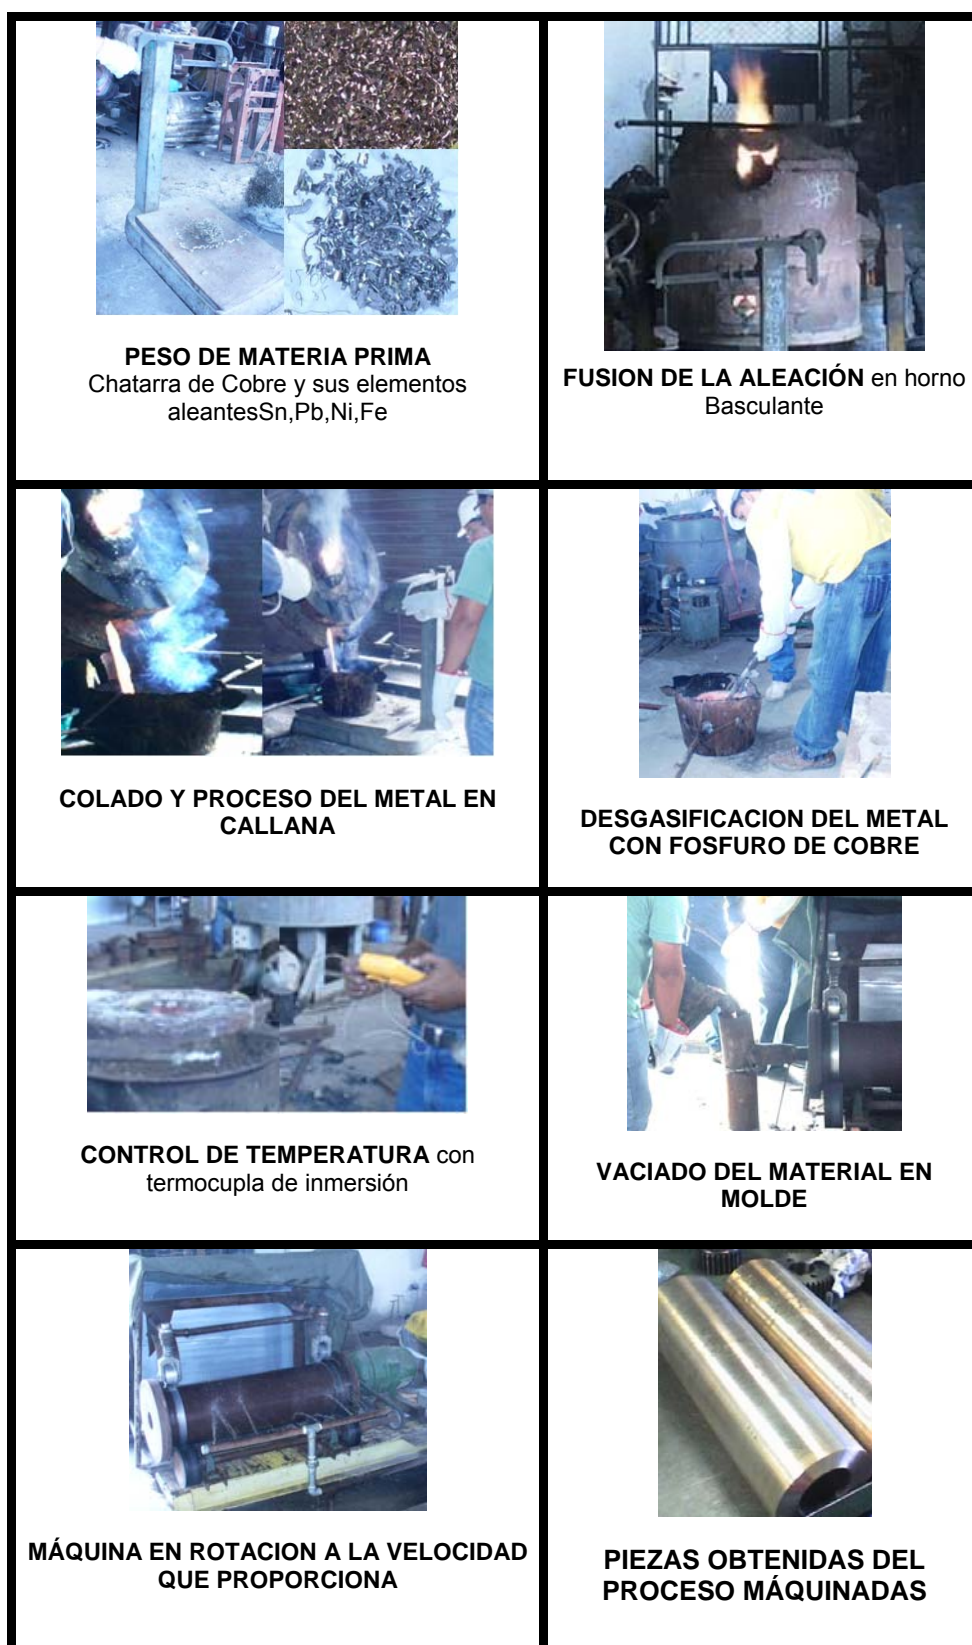 PESO DE MATERIA PRIMA
Chatarra de Cobre y sus elementos
aleantesSn,Pb,Ni,Fe
FUSION DE LA ALEACIÓN en horno
Basculante
COLADO Y PROCESO DEL METAL EN
CALLANA
DESGASIFICACION DEL METAL
CON FOSFURO DE COBRE
CONTROL DE TEMPERATURA con
termocupla de inmersión
VACIADO DEL MATERIAL EN
MOLDE
MÁQUINA EN ROTACION A LA VELOCIDAD
QUE PROPORCIONA
PIEZAS OBTENIDAS DEL
PROCESO MÁQUINADAS